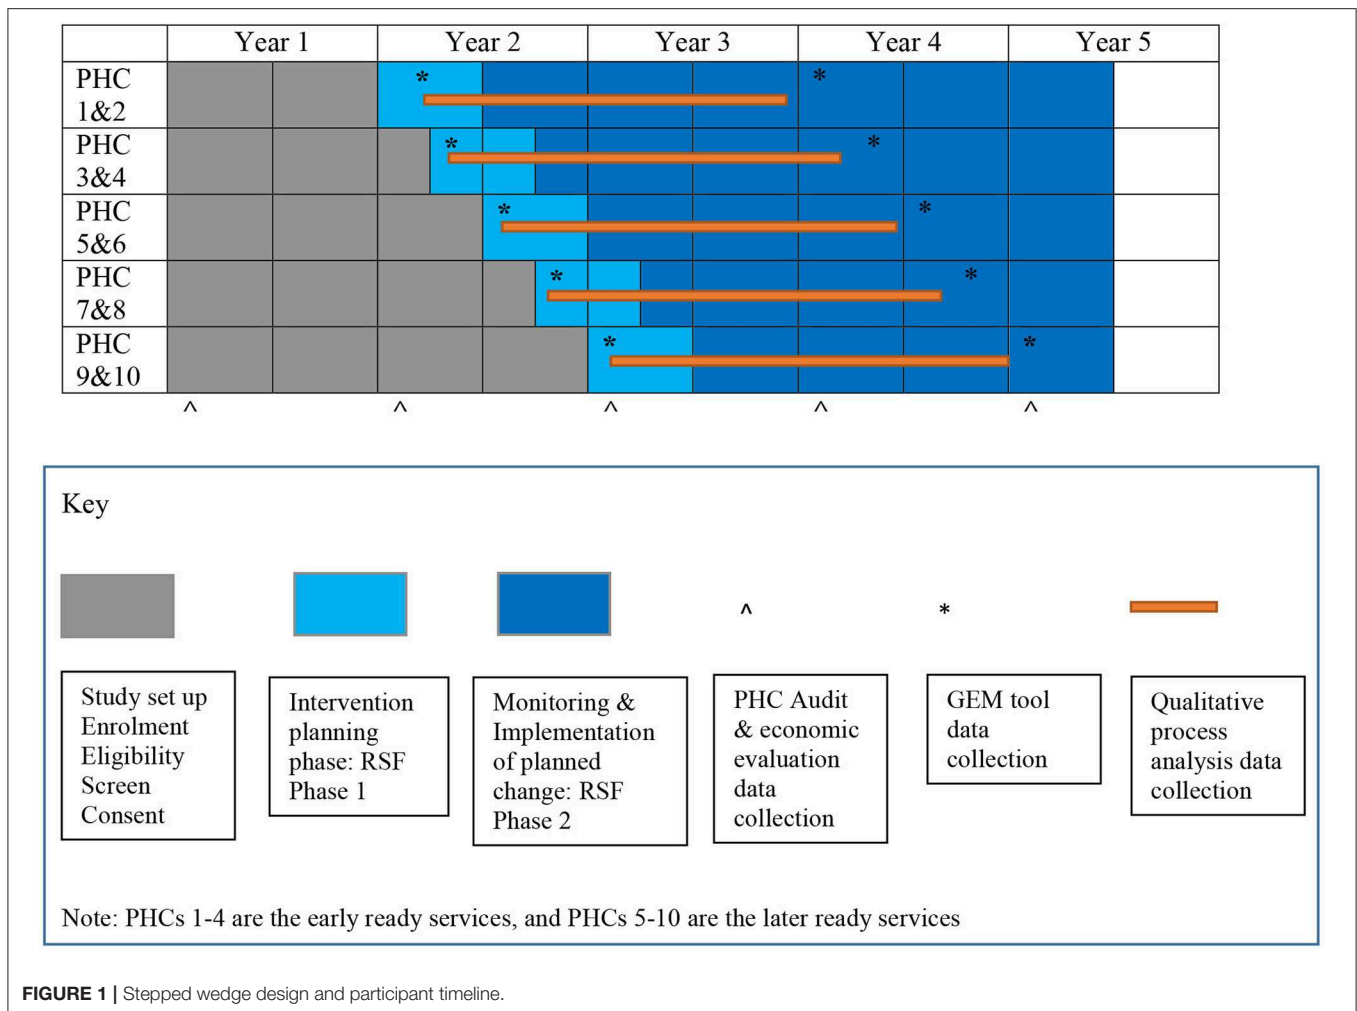 Year 1 Year 2 Year 3 Year 4 Year 5
PHC
1&2
* *
PHC
3&4
* *
PHC
5&6
* *
PHC
7&8
* *
PHC
9&10
* *
^ ^ ^ ^ ^
Key
^ *
Study set up
Enrolment
Eligibility
Screen
Consent
Intervention
planning
phase: RSF
Phase 1
Monitoring &
Implementation
of planned
change: RSF
Phase 2
PHC Audit
& economic
evaluation
data
collection
GEM tool
data
collection
Qualitative
process
analysis data
collection
Note: PHCs 1-4 are the early ready services, and PHCs 5-10 are the later ready services
FIGURE 1 | Stepped wedge design and participant timeline.